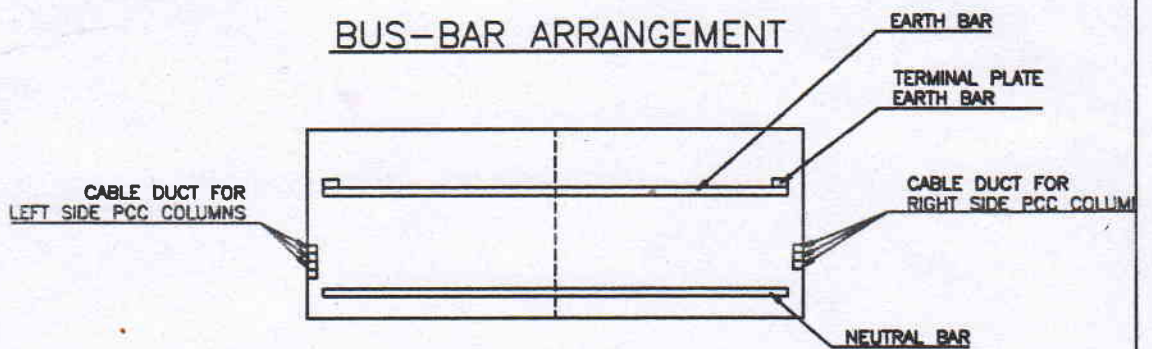 BUS-BAR ARRANGEMENT
EARTH BAR
TERMINAL PLATE
EARTH BAR
CABLE DUCT FOR
LEFT SIDE PCC COLUMNS
CABLE DUCT FOR
RIGHT SIDE PCC
NEUTRAL BAR